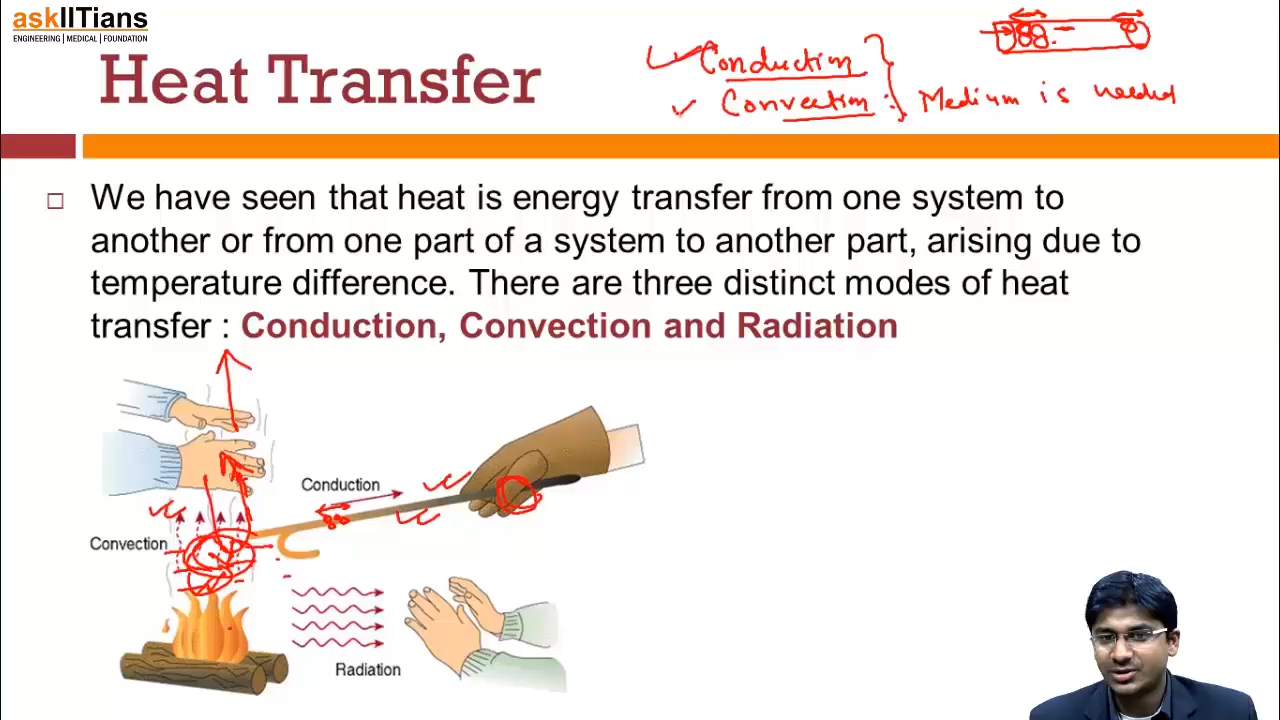 askIITians
ENGINEERING | MEDICAL | FOUNDATION
Heat Transfer
Conduction
Convection : Medium is needed
We have seen that heat is energy transfer from one system to
another or from one part of a system to another part, arising due to
temperature difference. There are three distinct modes of heat
transfer : Conduction, Convection and Radiation
Conduction
Convection
Radiation